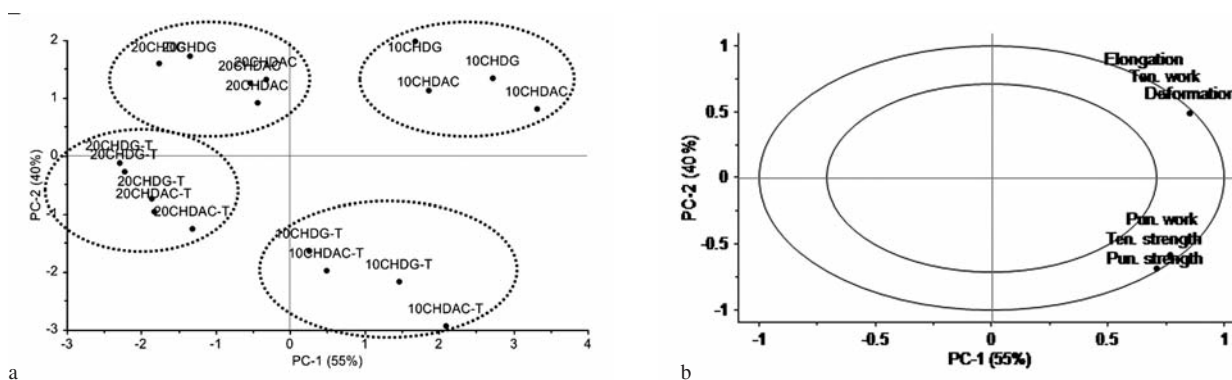 2
20CHDG 20CHDG
20CHDAC
20CHDAC
20CHDAC
10CHDG
10CHDG
10CHDAC
10CHDAC
1
0
20CHDG-T
20CHDG-T
20CHDG-T
20CHDAC-T
20CHDAC-T
-1
10CHDG-T
10CHDAC-T
10CHDG-T
10CHDAC-T
-2
-3
PC-2 (40%)
-3 -2 -1 0 1 2 3 4
PC-1 (55%)
a
1
Elongation
Ten. work
Deformation
0.5
0
Pun. work
Ten. strength
Pun. strength
-0.5
-1
PC-2 (40%)
-1 -0.5 0 0.5 1
PC-1 (55%)
b